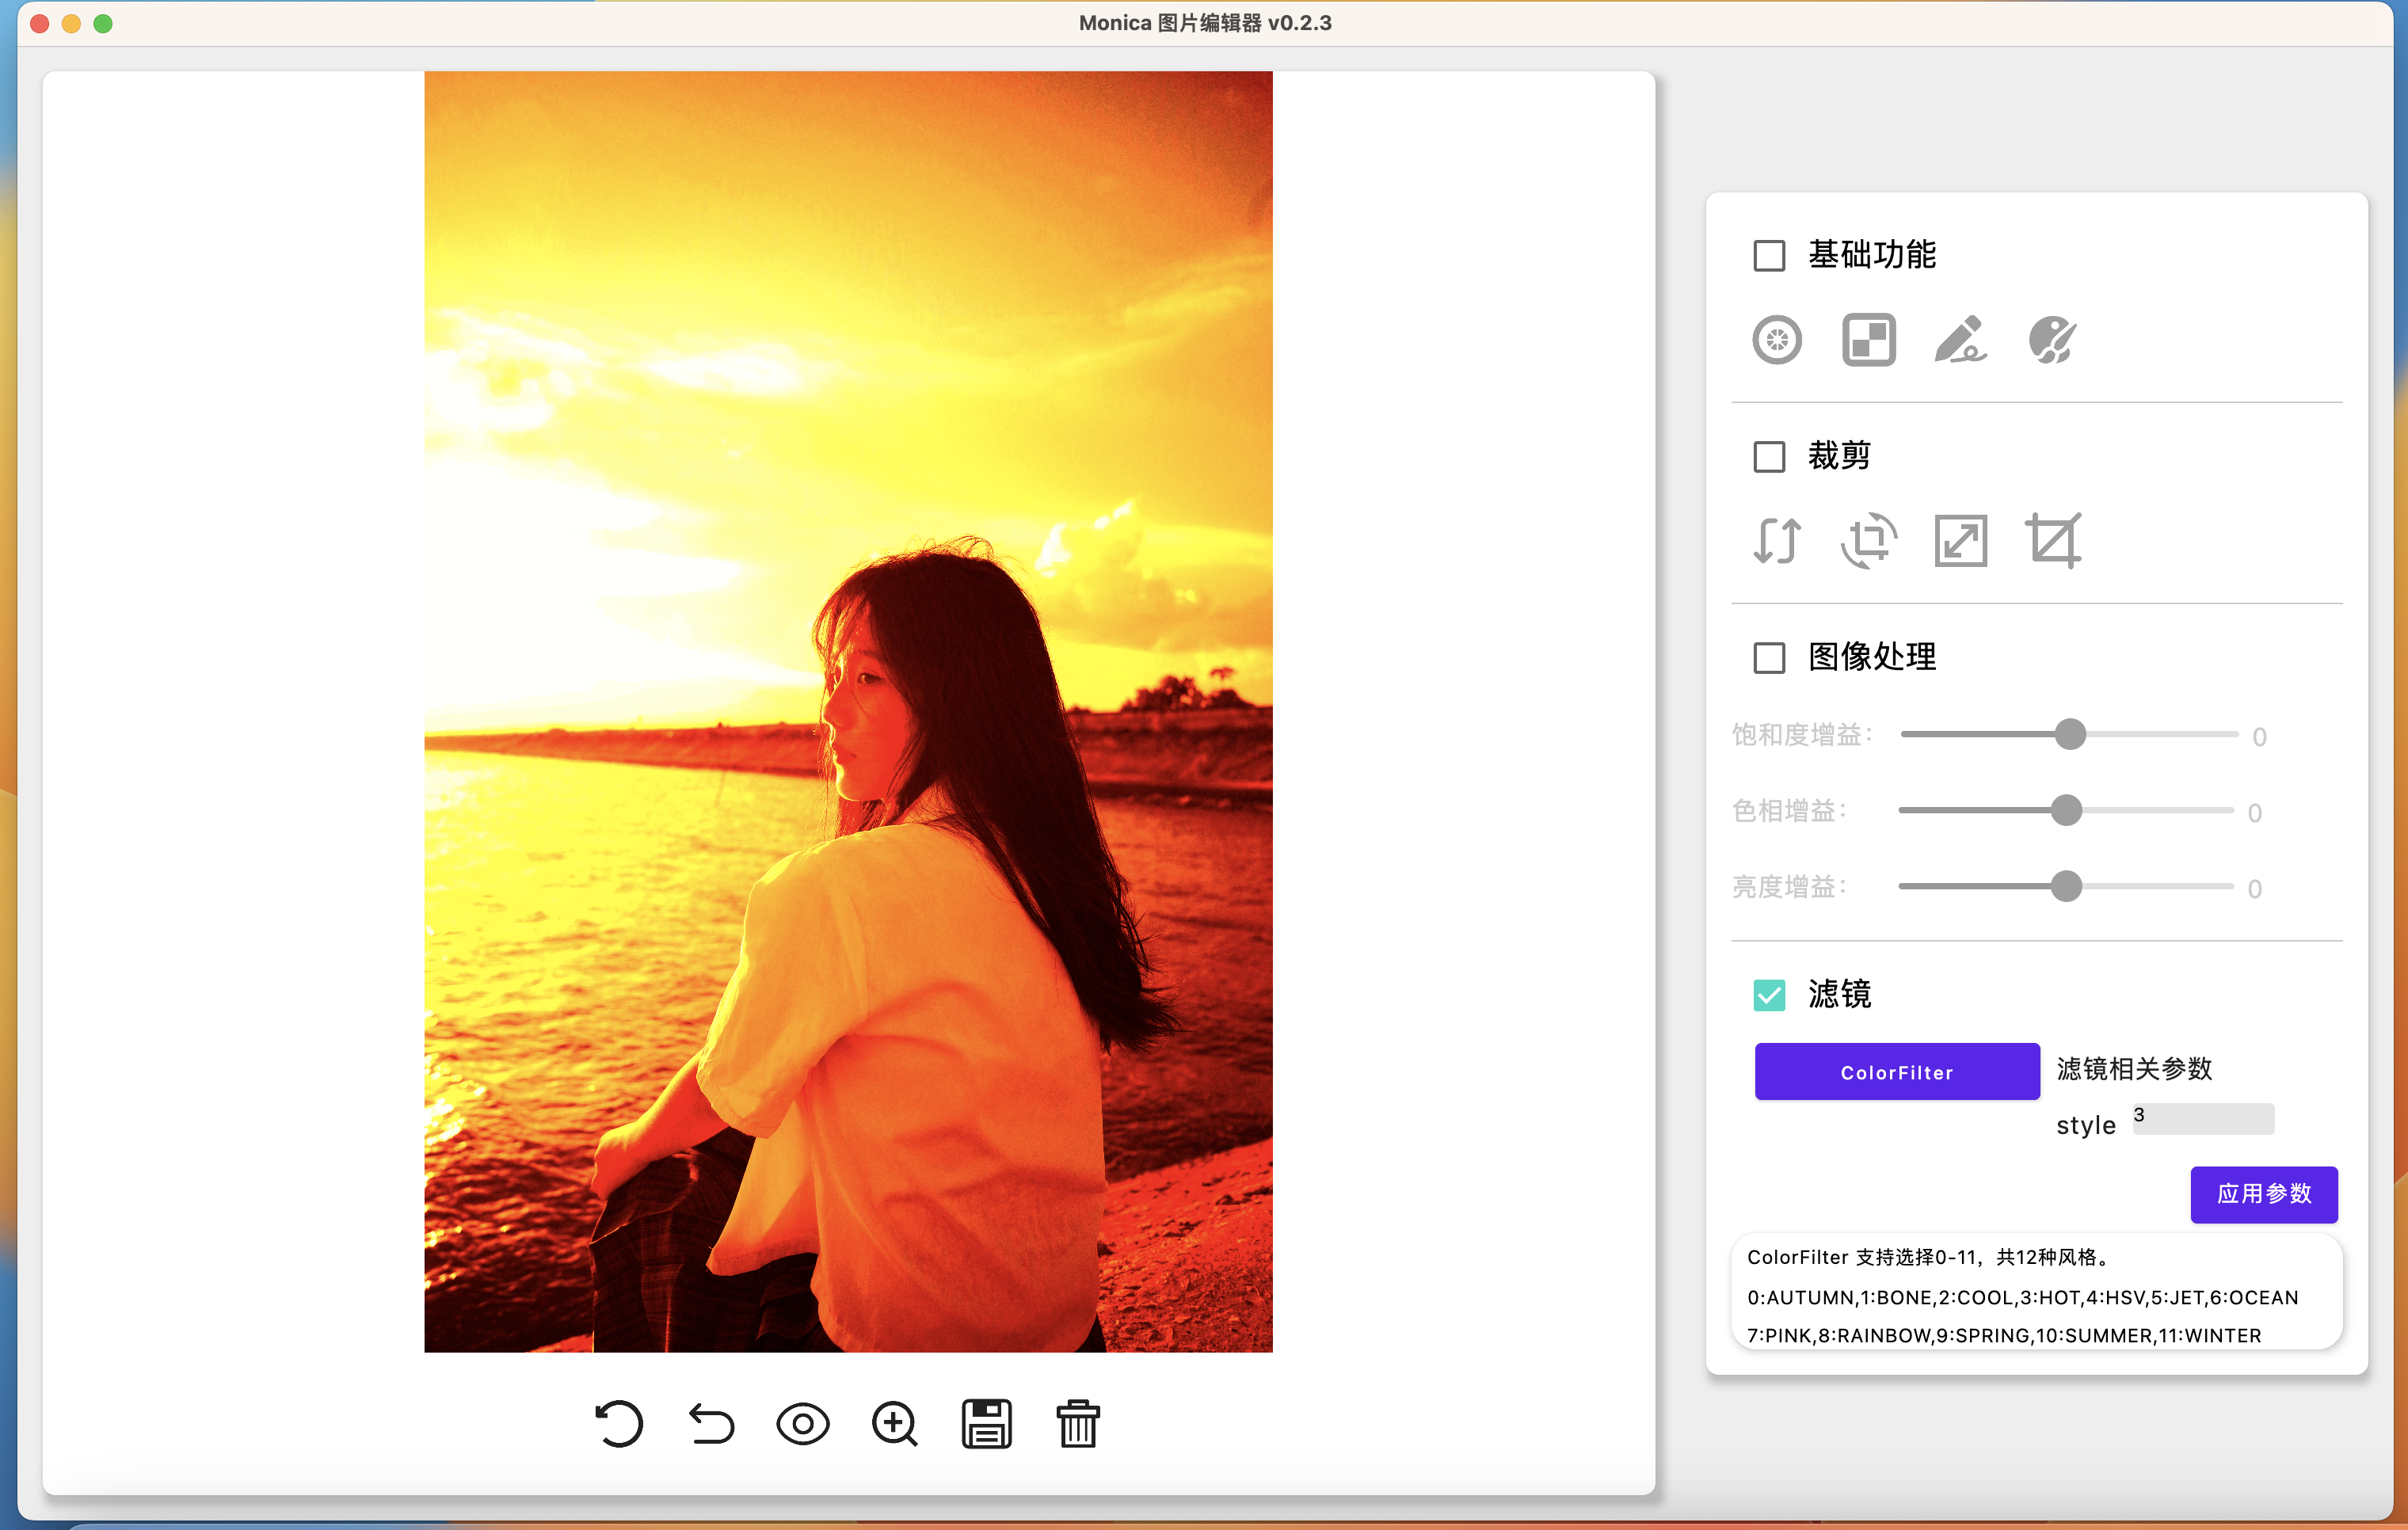 Monica 图片编辑器 v0.2.3
基础功能
裁剪
图像处理
饱和度增益: 0
色相增益: 0
亮度增益: 0
滤镜
ColorFilter
滤镜相关参数
style 3
应用参数
ColorFilter 支持选择0-11，共12种风格。
0:AUTUMN,1:BONE,2:COOL,3:HOT,4:HSV,5:JET,6:OCEAN
7:PINK,8:RAINBOW,9:SPRING,10:SUMMER,11:WINTER